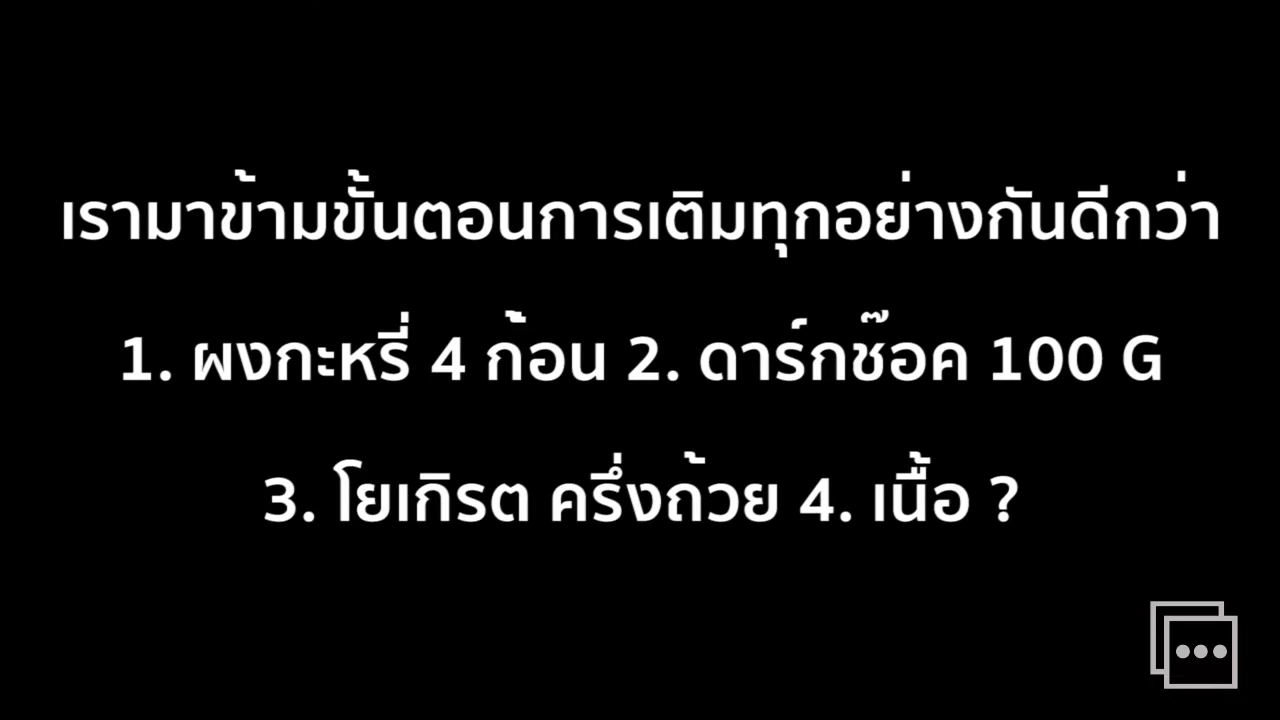 เรามาข้ามขั้นตอนการเติมทุกอย่างกันดีกว่า
1. ผงกะหรี่ 4 ก้อน 2. ดาร์กช๊อค 100 G
3. โยเกิรต ครึ่งถ้วย 4. เนื้อ ?